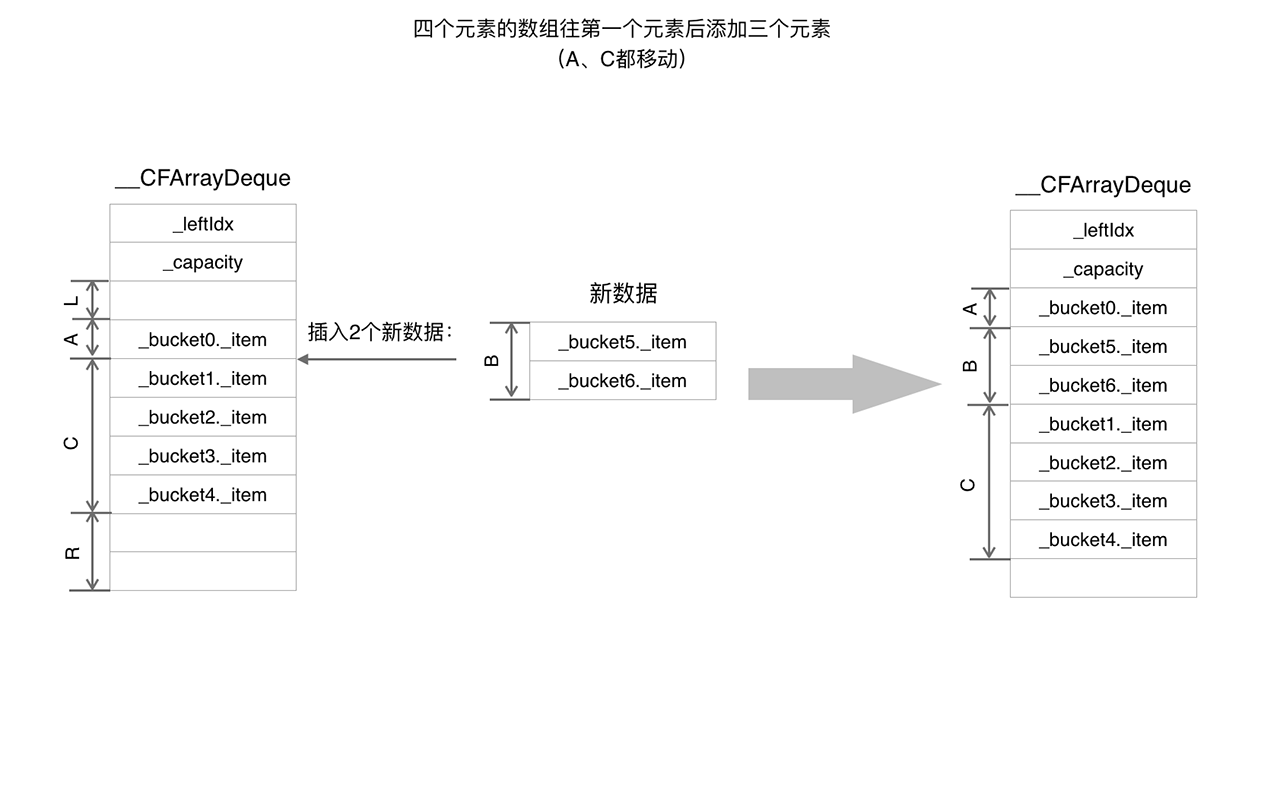 四个元素的数组往第一个元素后添加三个元素
（A、C都移动）
__CFArrayDeque
_leftIdx
_capacity
L
A
_bucket0._item
C
_bucket1._item
_bucket2._item
_bucket3._item
_bucket4._item
R
插入2个新数据：
新数据
B
_bucket5._item
_bucket6._item
__CFArrayDeque
_leftIdx
_capacity
A
_bucket0._item
B
_bucket5._item
_bucket6._item
C
_bucket1._item
_bucket2._item
_bucket3._item
_bucket4._item